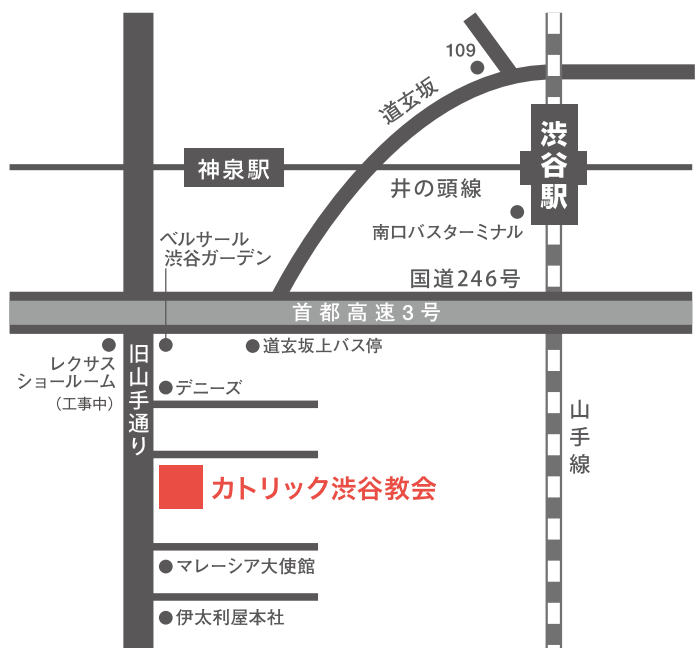 109
道玄坂
渋谷駅
神泉駅
井の頭線
南口バスターミナル
ベルサール
渋谷ガーデン
国道246号
首都高速3号
レクサス
ショールーム
（工事中）
旧山手通り
道玄坂上バス停
デニーズ
山手線
カトリック渋谷教会
マレーシア大使館
伊太利屋本社